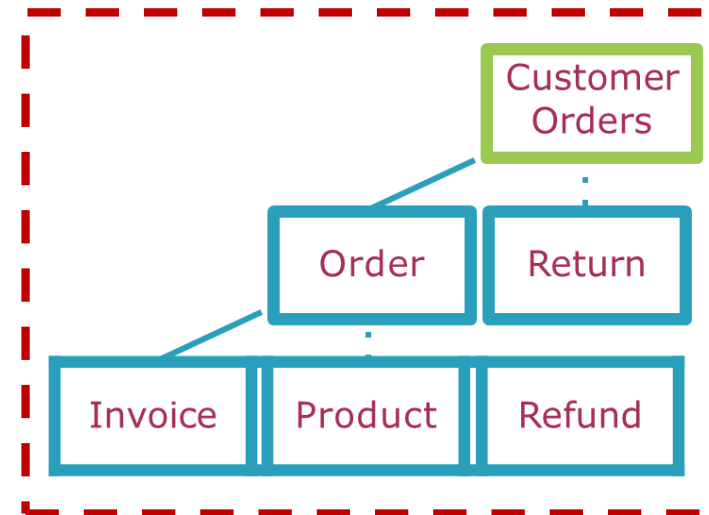 Customer
Orders
Order
Return
Invoice
Product
Refund